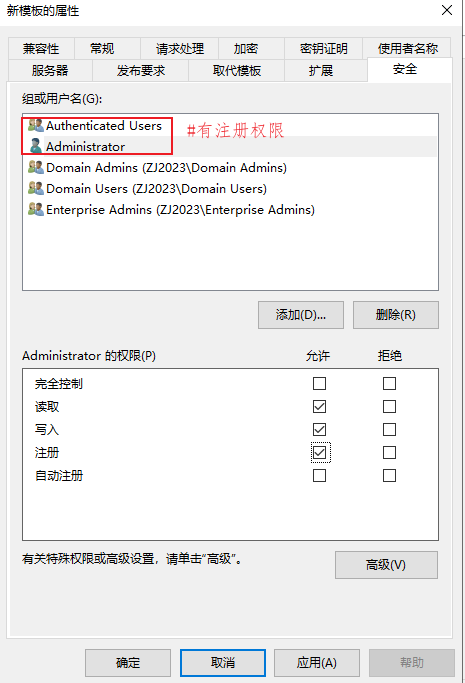 新模板的属性
兼容性 常规 请求处理 加密 密钥证明 使用者名称
服务器 发布要求 取代模板 扩展 安全
组或用户名(G):
Authenticated Users #有注册权限
Administrator
Domain Admins (ZJ2023\Domain Admins)
Domain Users (ZJ2023\Domain Users)
Enterprise Admins (ZJ2023\Enterprise Admins)
添加(D)... 删除(R)
Administrator 的权限(P) 允许 拒绝
完全控制
读取
写入
注册
自动注册
有关特殊权限或高级设置，请单击“高级”。
高级(V)
确定 取消 应用(A) 帮助